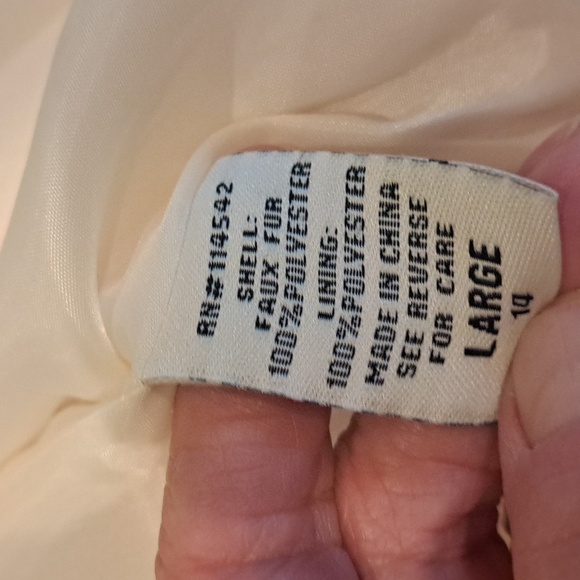 RN#114542
SHELL:
FAUX FUR
100%POLYESTER
LINING:
100%POLYESTER
MADE IN CHINA
SEE REVERSE
FOR CARE
LARGE
14